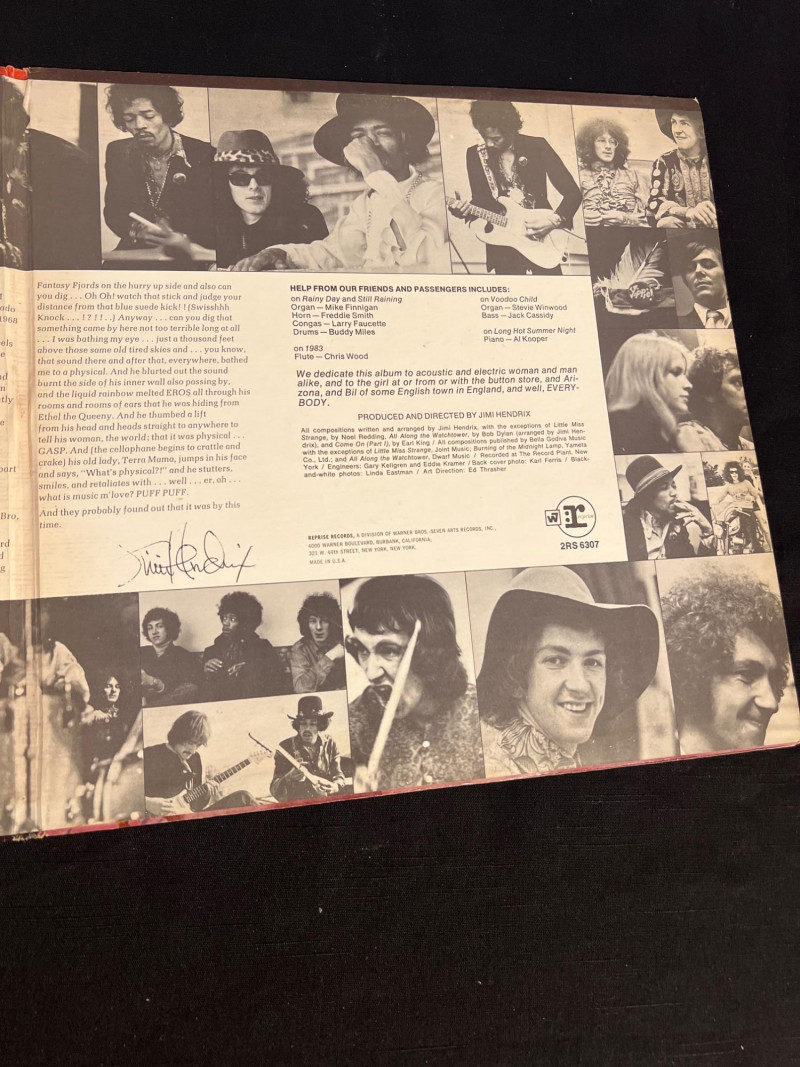 Fantasy Fjords on the hurry up side and also can
you dig . . . Oh Oh! watch that stick and judge your
distance from that blue suede kick! ! (Swisshhh
Knock . . . ! ? ! ! . .) Anyway . . . can you dig that
something came by here not too terrible long at all
. . . I was bathing my eye . . . just a thousand feet
above those same old tired skies and . . . you know,
that sound there and after that, everywhere, bathed
me to a physical. And he blurted out the sound
burnt the side of his inner wall also passing by,
and the liquid rainbow melted EROS all through his
rooms and rooms of ears that he was hiding from
Ethel the Queeny. And he thumbed a lift
from his head and heads straight to anywhere to
tell his woman, the world; that it was physical . . .
GASP. And (the cellophane begins to crattle and
crake) his old lady, Terra Mama, jumps in his face
and says, "What's physical?!" and he stutters,
smiles, and retaliates with . . . well . . . er, ah . . .
what is music m'love? PUFF PUFF.
And they probably found out that it was by this
time.
Jimi Hendrix
HELP FROM OUR FRIENDS AND PASSENGERS INCLUDES:
on Rainy Day and Still Raining
Organ — Mike Finnigan
Horn — Freddie Smith
Congas — Larry Faucette
Drums — Buddy Miles
on 1983
Flute — Chris Wood
on Voodoo Child
Organ — Stevie Winwood
Bass — Jack Cassidy
on Long Hot Summer Night
Piano — Al Kooper
We dedicate this album to acoustic and electric woman and man
alike, and to the girl at or from or with the button store, and Ari-
zona, and Bil of some English town in England, and well, EVERY-
BODY.
PRODUCED AND DIRECTED BY JIMI HENDRIX
All compositions written and arranged by Jimi Hendrix, with the exceptions of Little Miss
Strange, by Noel Redding, All Along the Watchtower, by Bob Dylan (arranged by Jimi Hen-
drix), and Come On (Part I), by Earl King / All compositions published by Bella Godiva Music
with the exceptions of Little Miss Strange, Joint Music; Burning of the Midnight Lamp, Yameta
Co., Ltd.; and All Along the Watchtower, Dwarf Music / Recorded at The Record Plant, New
York / Engineers: Gary Kellgren and Eddie Kramer / Back cover photo: Karl Ferris / Black-
and-white photos: Linda Eastman / Art Direction: Ed Thrasher
W7
r
reprise
2RS 6307
REPRISE RECORDS, A DIVISION OF WARNER BROS.-SEVEN ARTS RECORDS, INC.,
4000 WARNER BOULEVARD, BURBANK, CALIFORNIA,
321 W. 44th STREET, NEW YORK, NEW YORK.
MADE IN U.S.A.